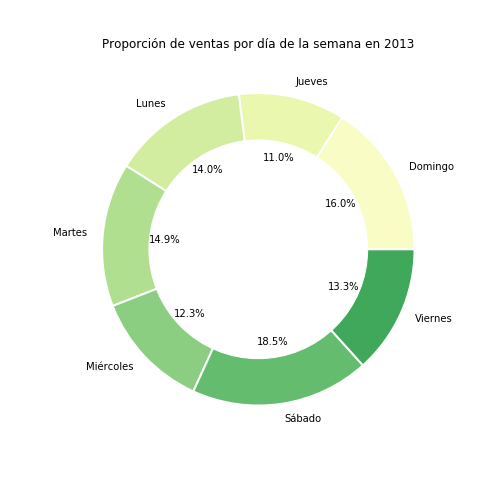 Proporción de ventas por día de la semana en 2013
Jueves
Lunes
11.0%
14.0%
Domingo
16.0%
Martes
14.9%
13.3%
12.3%
Viernes
18.5%
Miércoles
Sábado